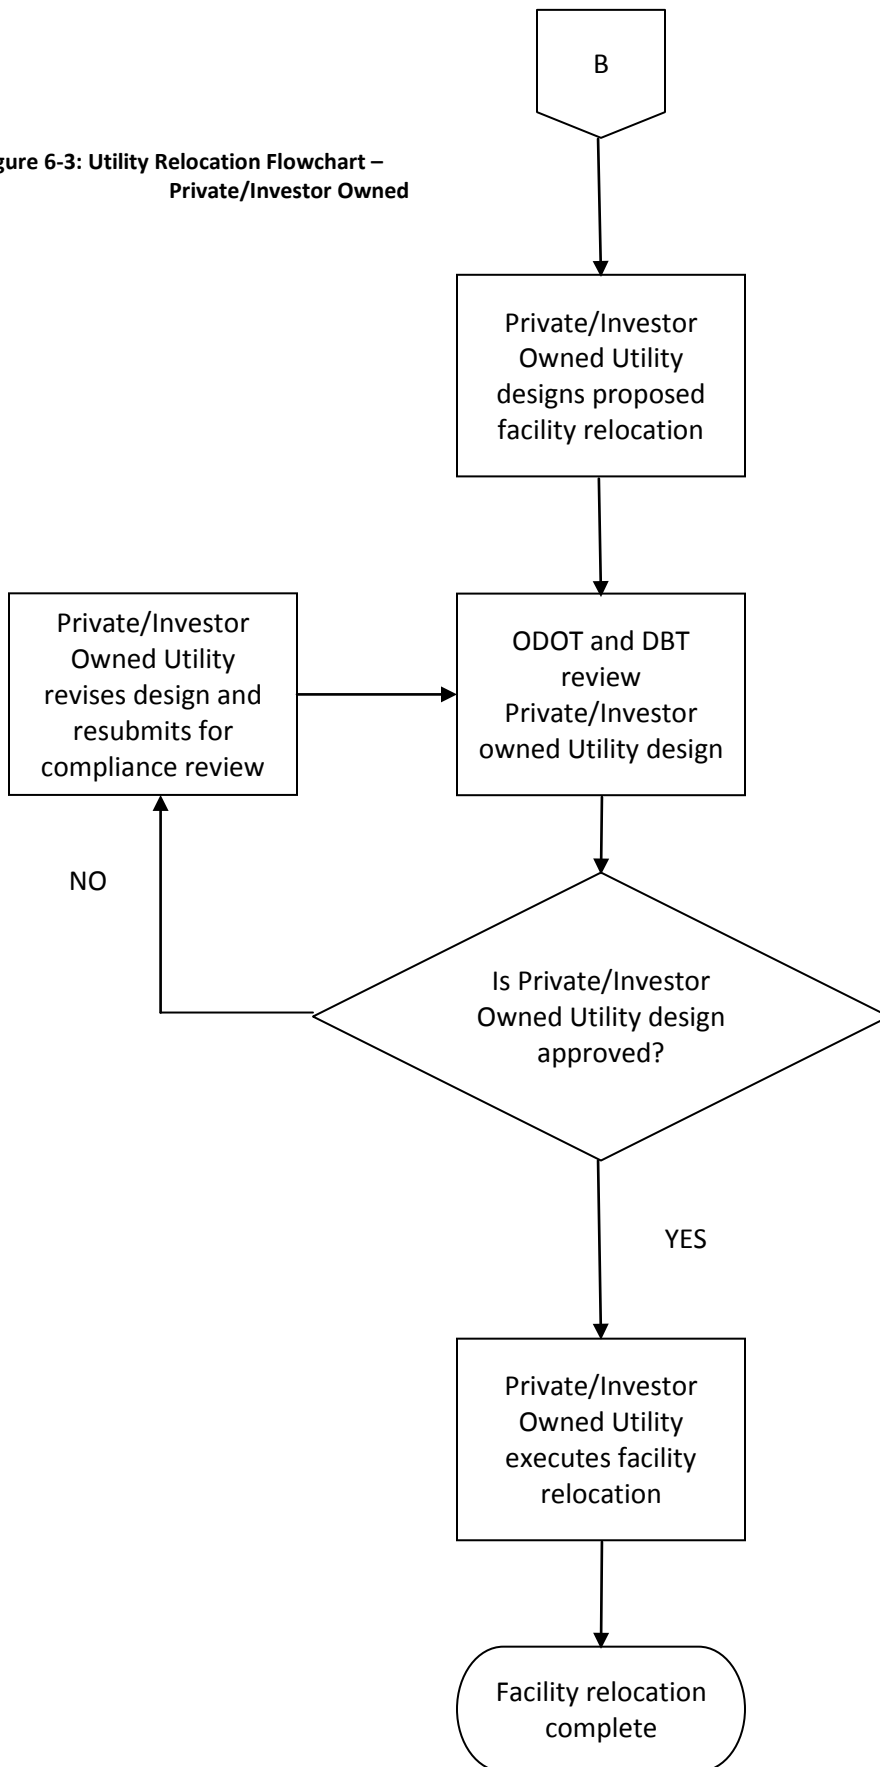 B
gure 6-3: Utility Relocation Flowchart –
Private/Investor Owned
Private/Investor
Owned Utility
designs proposed
facility relocation
Private/Investor
Owned Utility
revises design and
resubmits for
compliance review
ODOT and DBT
review
Private/Investor
owned Utility design
NO
Is Private/Investor
Owned Utility design
approved?
YES
Private/Investor
Owned Utility
executes facility
relocation
Facility relocation
complete